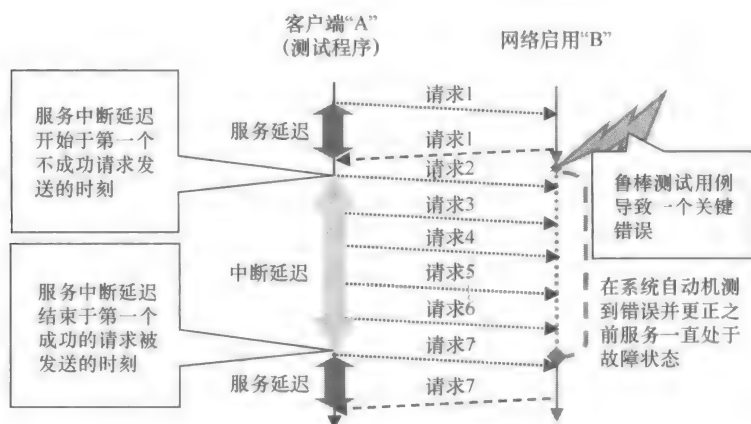 客户端“A”
(测试程序)
网络启用“B”
服务中断延迟
开始于第一个
不成功请求发
送的时刻
服务延迟
请求1
请求1
请求2
请求3
请求4
请求5
请求6
请求7
请求7
中断延迟
服务延迟
服务中断延迟
结束于第一个
成功的请求被
发送的时刻
鲁棒测试用例
导致一个关键
错误
在系统自动机测
到错误并更正之
前服务一直处于
故障状态